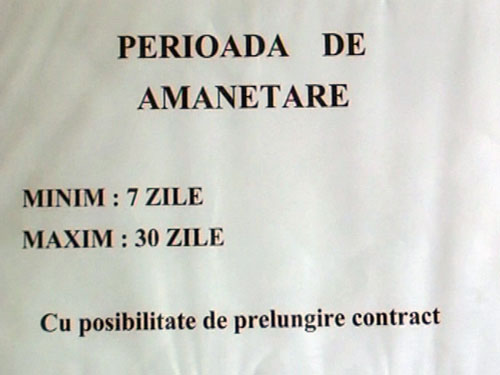 PERIOADA DE
AMANETARE
MINIM : 7 ZILE
MAXIM : 30 ZILE
Cu posibilitate de prelungire contract